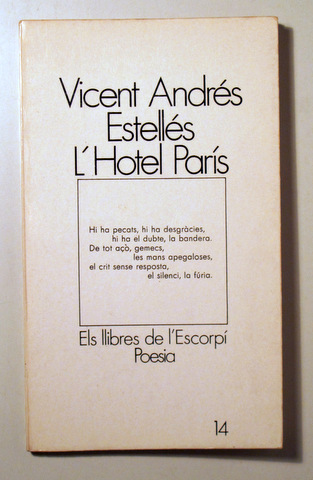 Vicent Andrés
Estellés
L'Hotel París
Hi ha pecats, hi ha desgràcies,
hi ha el dubte, la bandera.
De tot açò, gemecs,
les mans apegaloses,
el crit sense resposta,
el silenci, la fúria.
Els llibres de l'Escorpí
Poesia
14